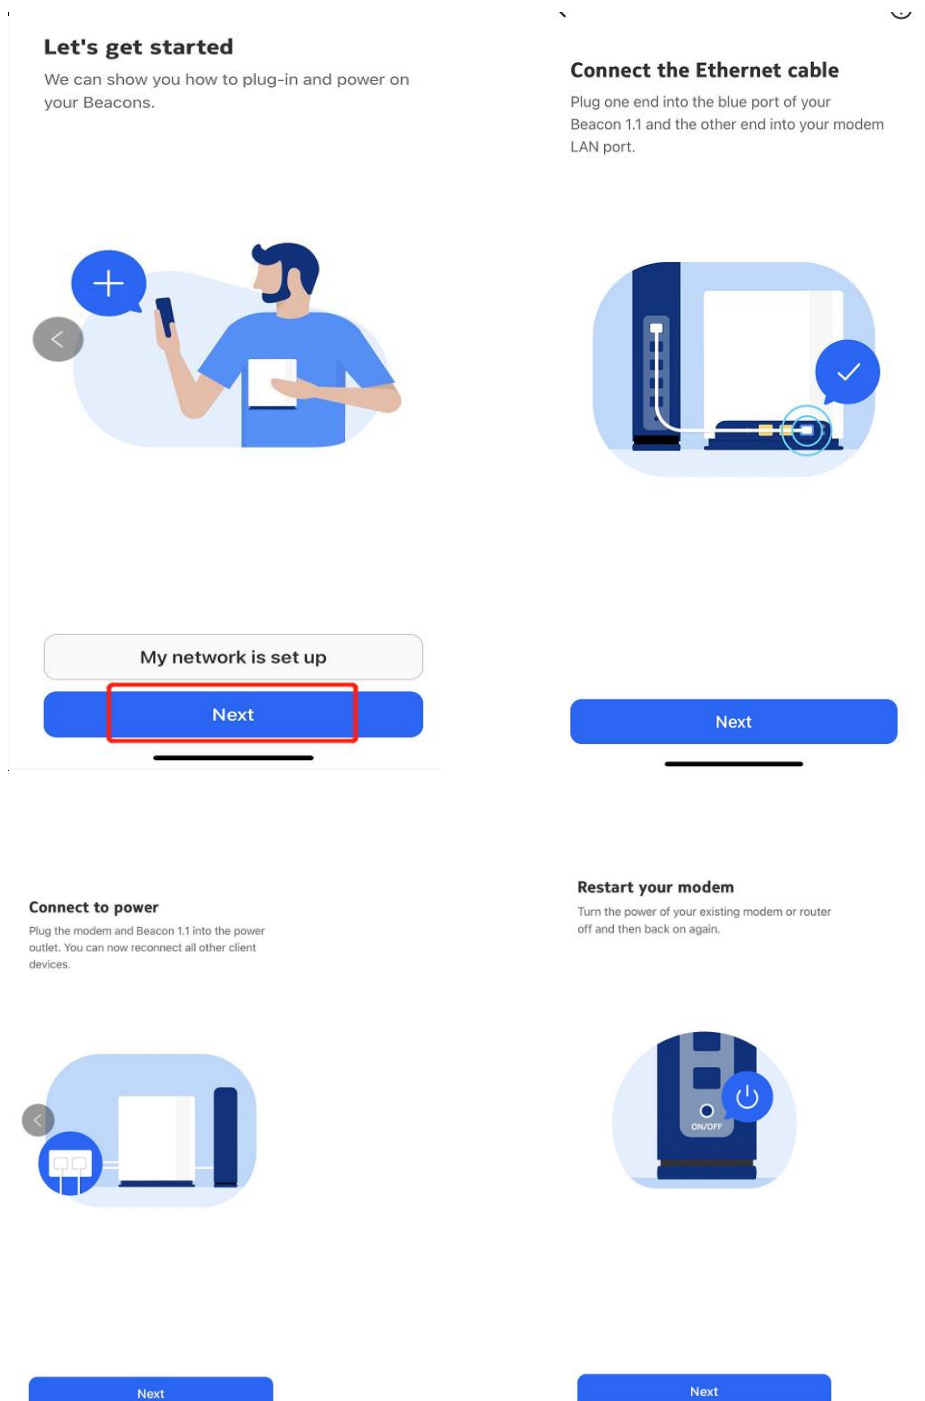 Let's get started
We can show you how to plug-in and power on
your Beacons.
My network is set up
Next
Connect the Ethernet cable
Plug one end into the blue port of your
Beacon 1.1 and the other end into your modem
LAN port.
Next
Connect to power
Plug the modem and Beacon 1.1 into the power
outlet. You can now reconnect all other client
devices.
Next
Restart your modem
Turn the power of your existing modem or router
off and then back on again.
ON/OFF
Next